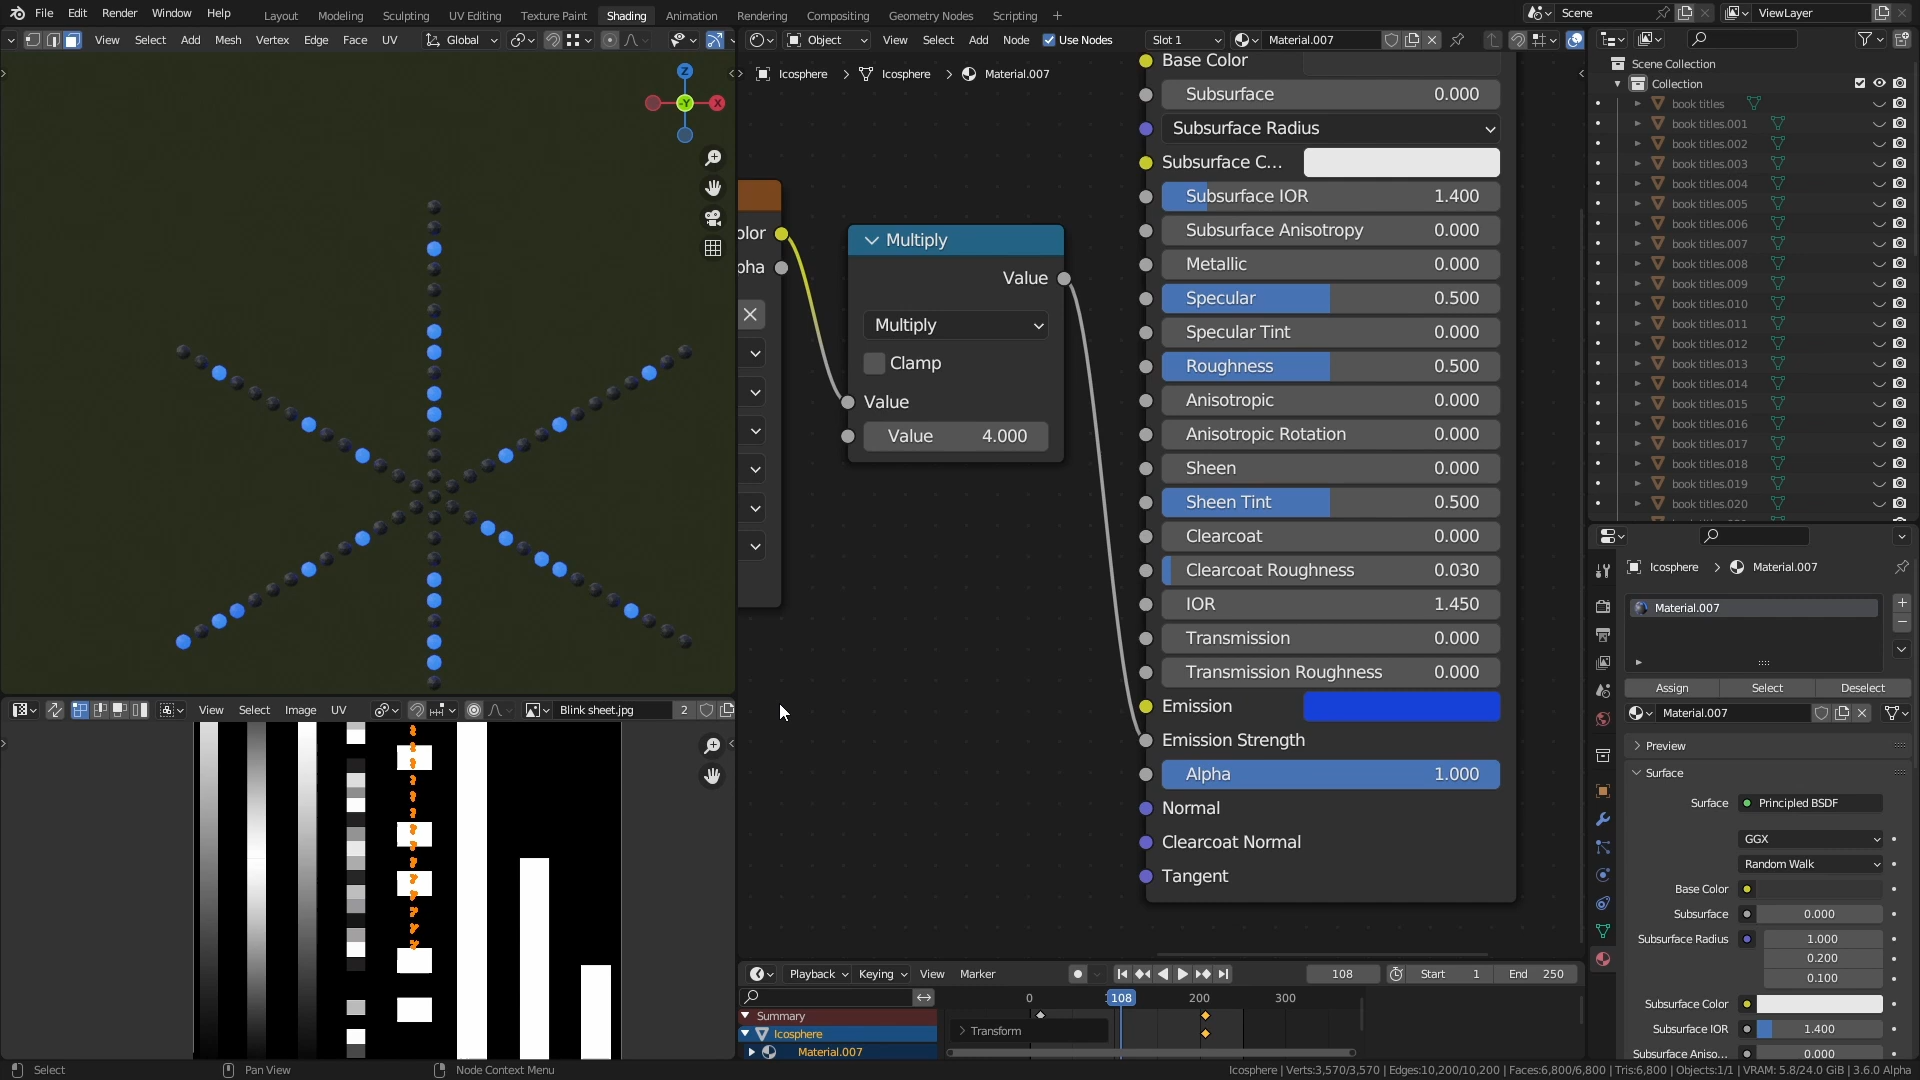 File Edit Render Window Help Layout Modeling Sculpting UV Editing Texture Paint Shading Animation Rendering Compositing Geometry Nodes Scripting + Scene ViewLayer
View Select Add Mesh Vertex Edge Face UV Global
Object View Select Add Node Use Nodes Slot 1 Material.007
Icosphere > Icosphere > Material.007
Z
-Y
X
olor
pha
Multiply
Value
Multiply
Clamp
Value
Value 4.000
Base Color
Subsurface 0.000
Subsurface Radius
Subsurface C...
Subsurface IOR 1.400
Subsurface Anisotropy 0.000
Metallic 0.000
Specular 0.500
Specular Tint 0.000
Roughness 0.500
Anisotropic 0.000
Anisotropic Rotation 0.000
Sheen 0.000
Sheen Tint 0.500
Clearcoat 0.000
Clearcoat Roughness 0.030
IOR 1.450
Transmission 0.000
Transmission Roughness 0.000
Emission
Emission Strength
Alpha 1.000
Normal
Clearcoat Normal
Tangent
Scene Collection
Collection
book titles
book titles.001
book titles.002
book titles.003
book titles.004
book titles.005
book titles.006
book titles.007
book titles.008
book titles.009
book titles.010
book titles.011
book titles.012
book titles.013
book titles.014
book titles.015
book titles.016
book titles.017
book titles.018
book titles.019
book titles.020
Icosphere > Material.007
Material.007
Assign Select Deselect
Material.007
Preview
Surface
Surface Principled BSDF
GGX
Random Walk
Base Color
Subsurface 0.000
Subsurface Radius 1.000
0.200
0.100
Subsurface Color
Subsurface IOR 1.400
Subsurface Aniso... 0.000
View Select Image UV Blink sheet.jpg 2
Playback Keying View Marker 108 Start 1 End 250
0 108 200 300
Summary
Icosphere
Material.007
Transform
Select Pan View Node Context Menu
Icosphere | Verts:3,570/3,570 | Edges:10,200/10,200 | Faces:6,800/6,800 | Tris:6,800 | Objects:1/1 | VRAM: 5.8/24.0 GiB | 3.6.0 Alpha